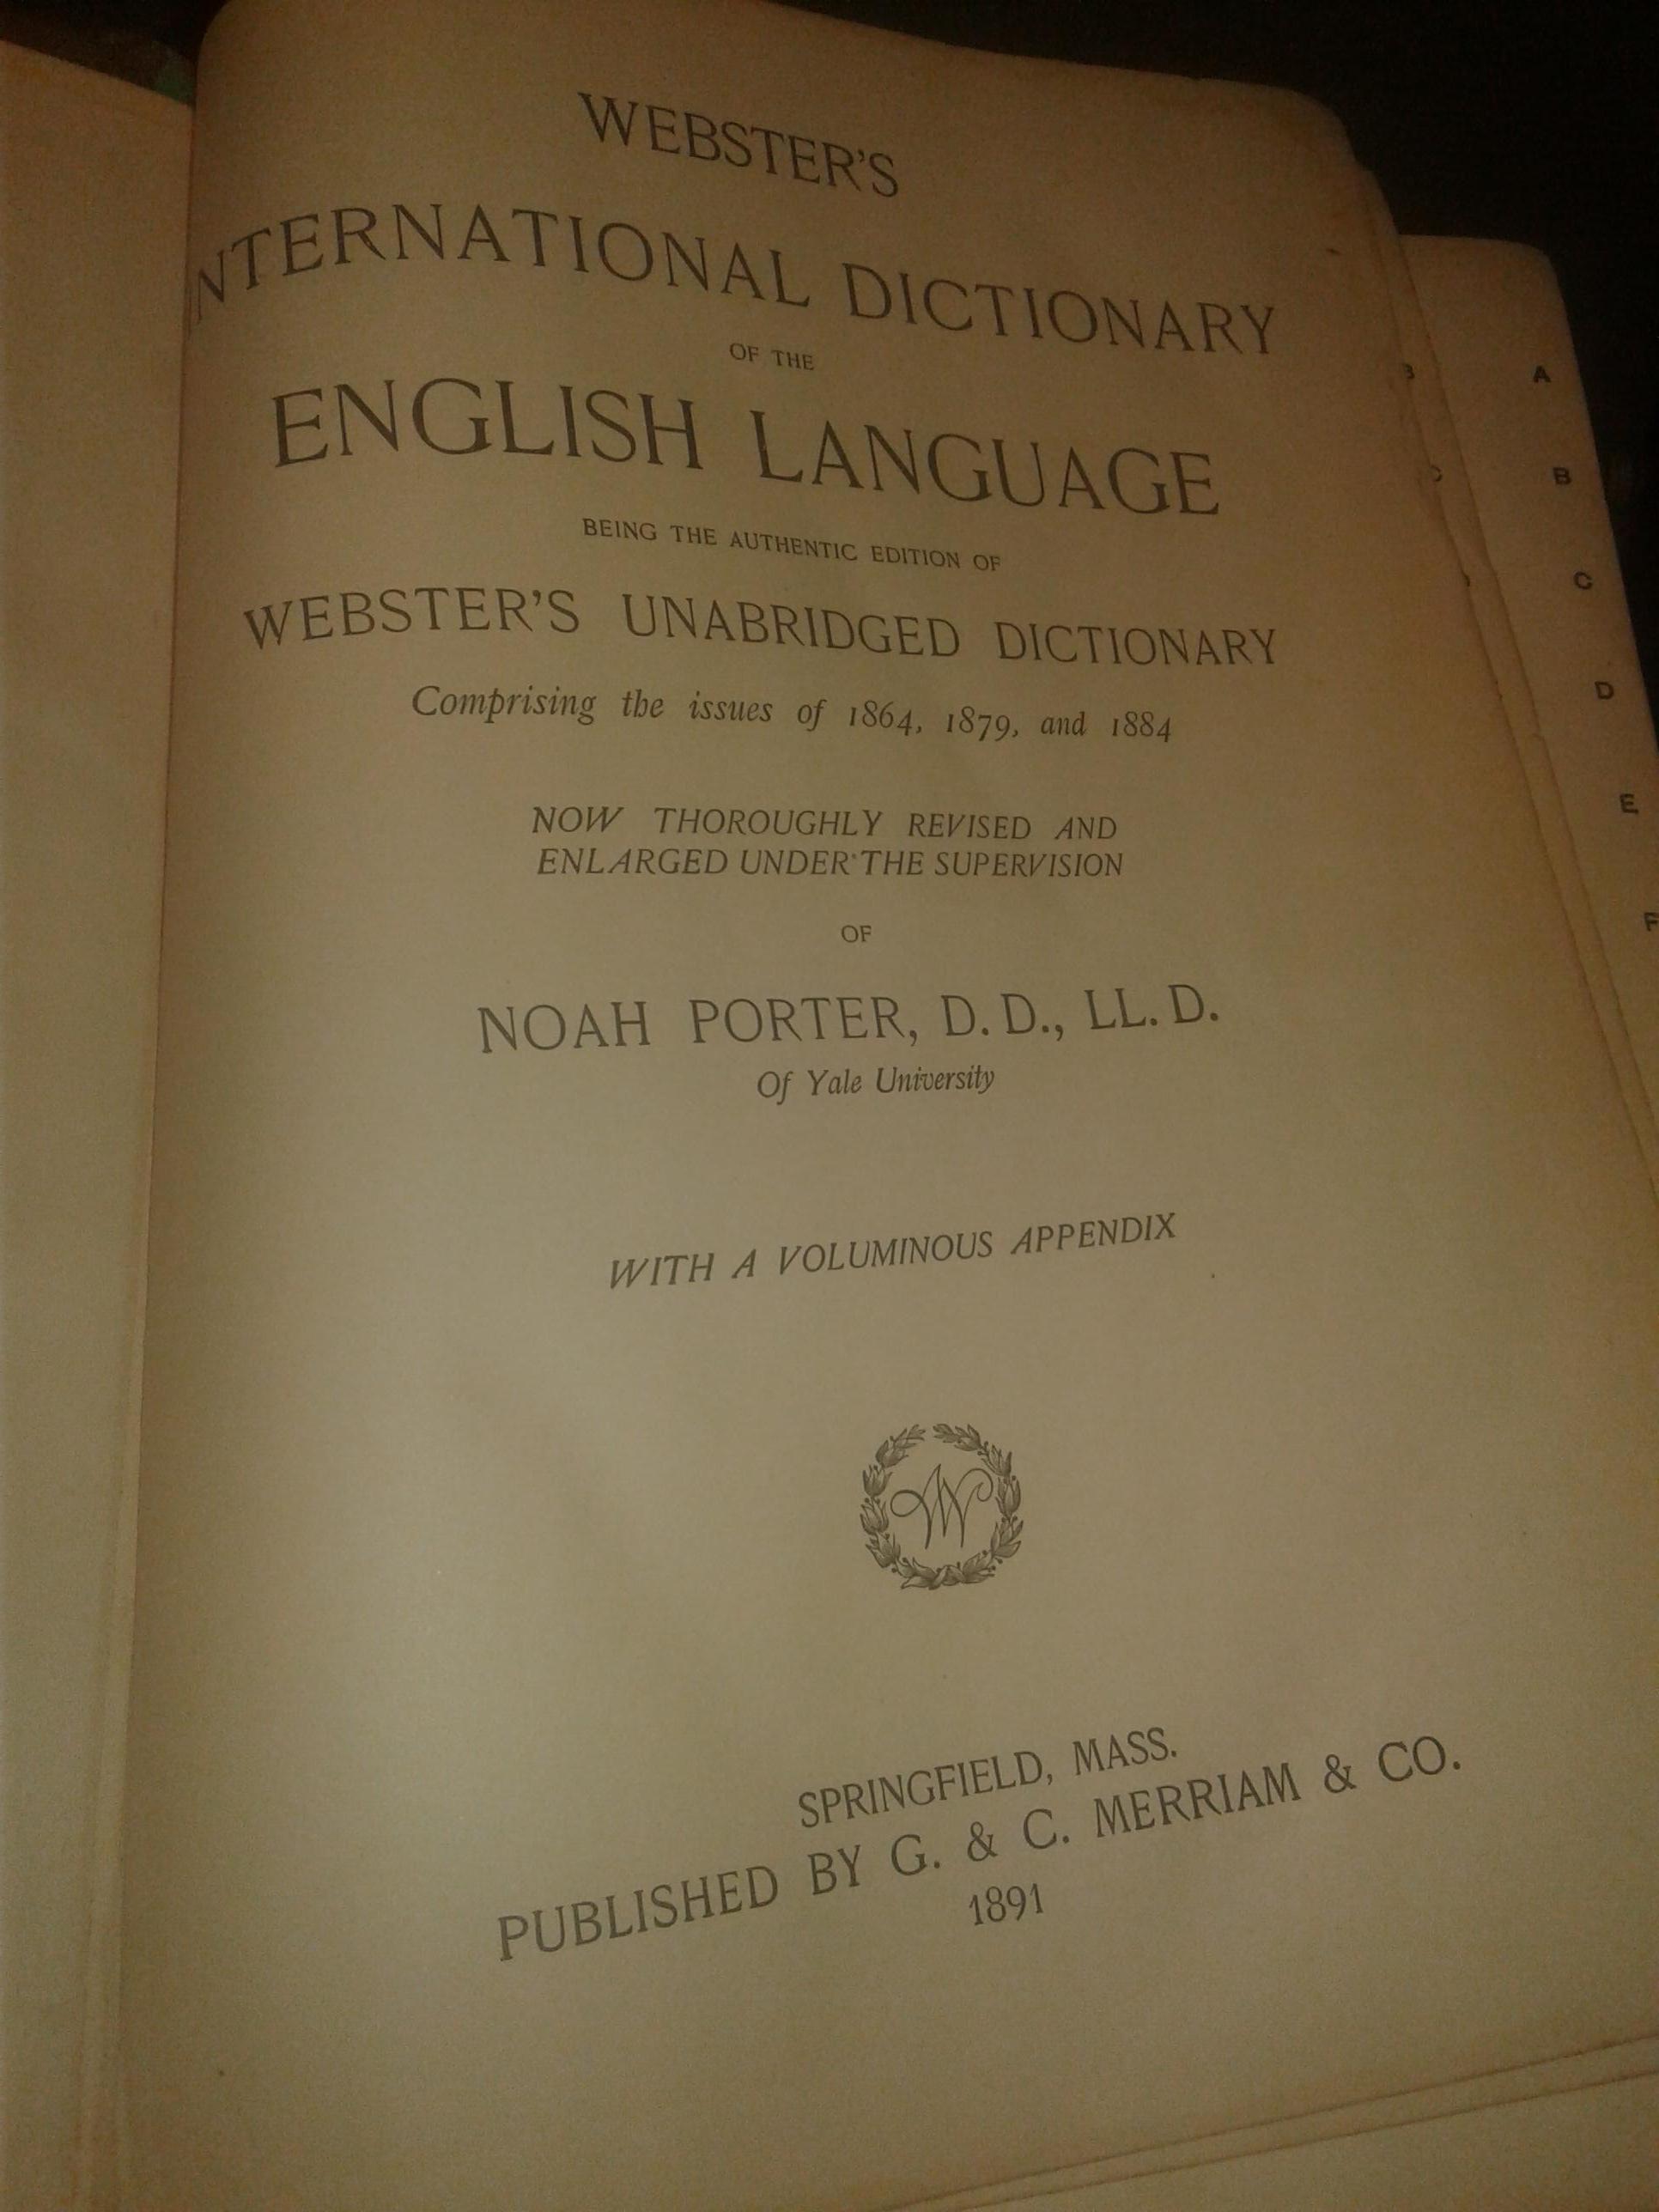 WEBSTER'S
INTERNATIONAL DICTIONARY
OF THE
ENGLISH LANGUAGE
BEING THE AUTHENTIC EDITION OF
WEBSTER'S UNABRIDGED DICTIONARY
Comprising the issues of 1864, 1879, and 1884
NOW THOROUGHLY REVISED AND
ENLARGED UNDER THE SUPERVISION
OF
NOAH PORTER, D. D., LL. D.
Of Yale University
WITH A VOLUMINOUS APPENDIX
W
SPRINGFIELD, MASS.
PUBLISHED BY G. & C. MERRIAM & CO.
1891
A
B
C
D
E
F